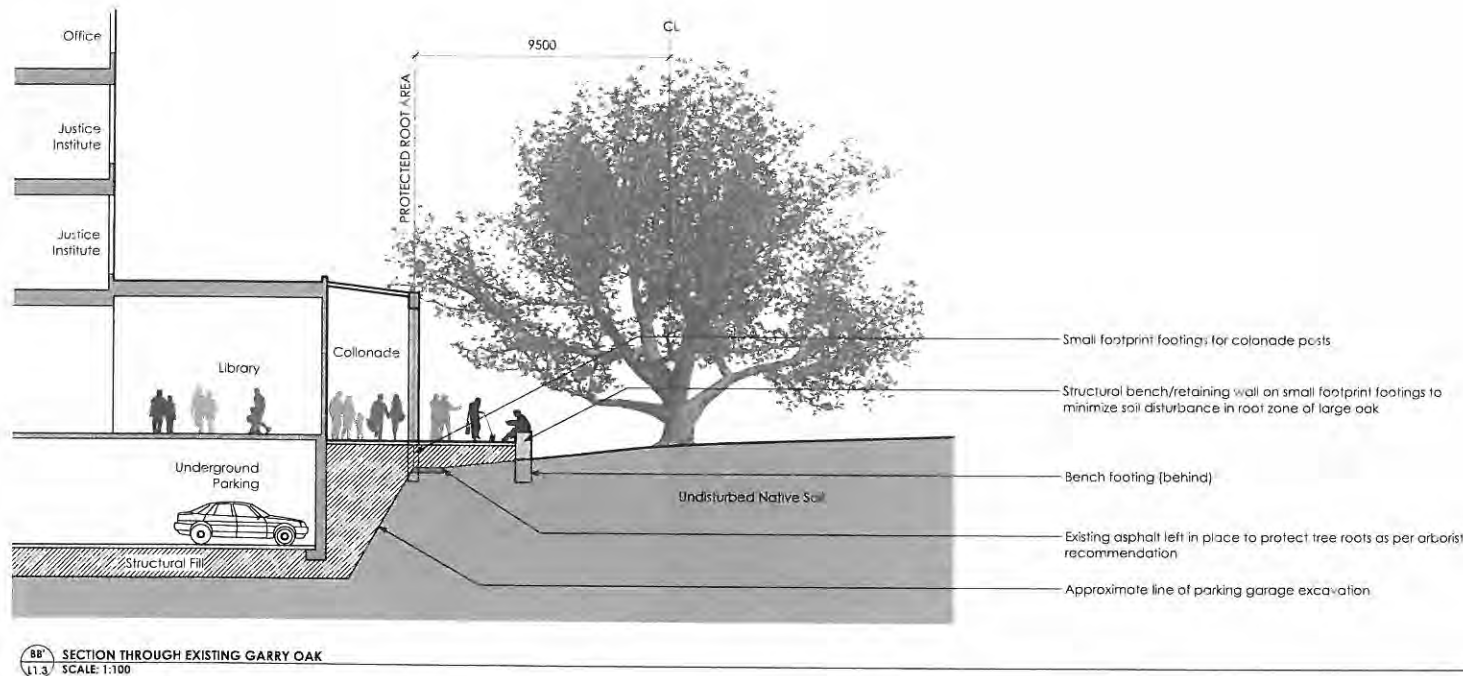 CL
9500
PROTECTED ROOT AREA
Office
Justice
Institute
Justice
Institute
Library
Collonade
Underground
Parking
Structural Fill
Undisturbed Native Soil
Small footprint footings for colonade posts
Structural bench/retaining wall on small footprint footings to
minimize soil disturbance in root zone of large oak
Bench footing (behind)
Existing asphalt left in place to protect tree roots as per arborist
recommendation
Approximate line of parking garage excavation
BB'
L1.3
SECTION THROUGH EXISTING GARRY OAK
SCALE: 1:100